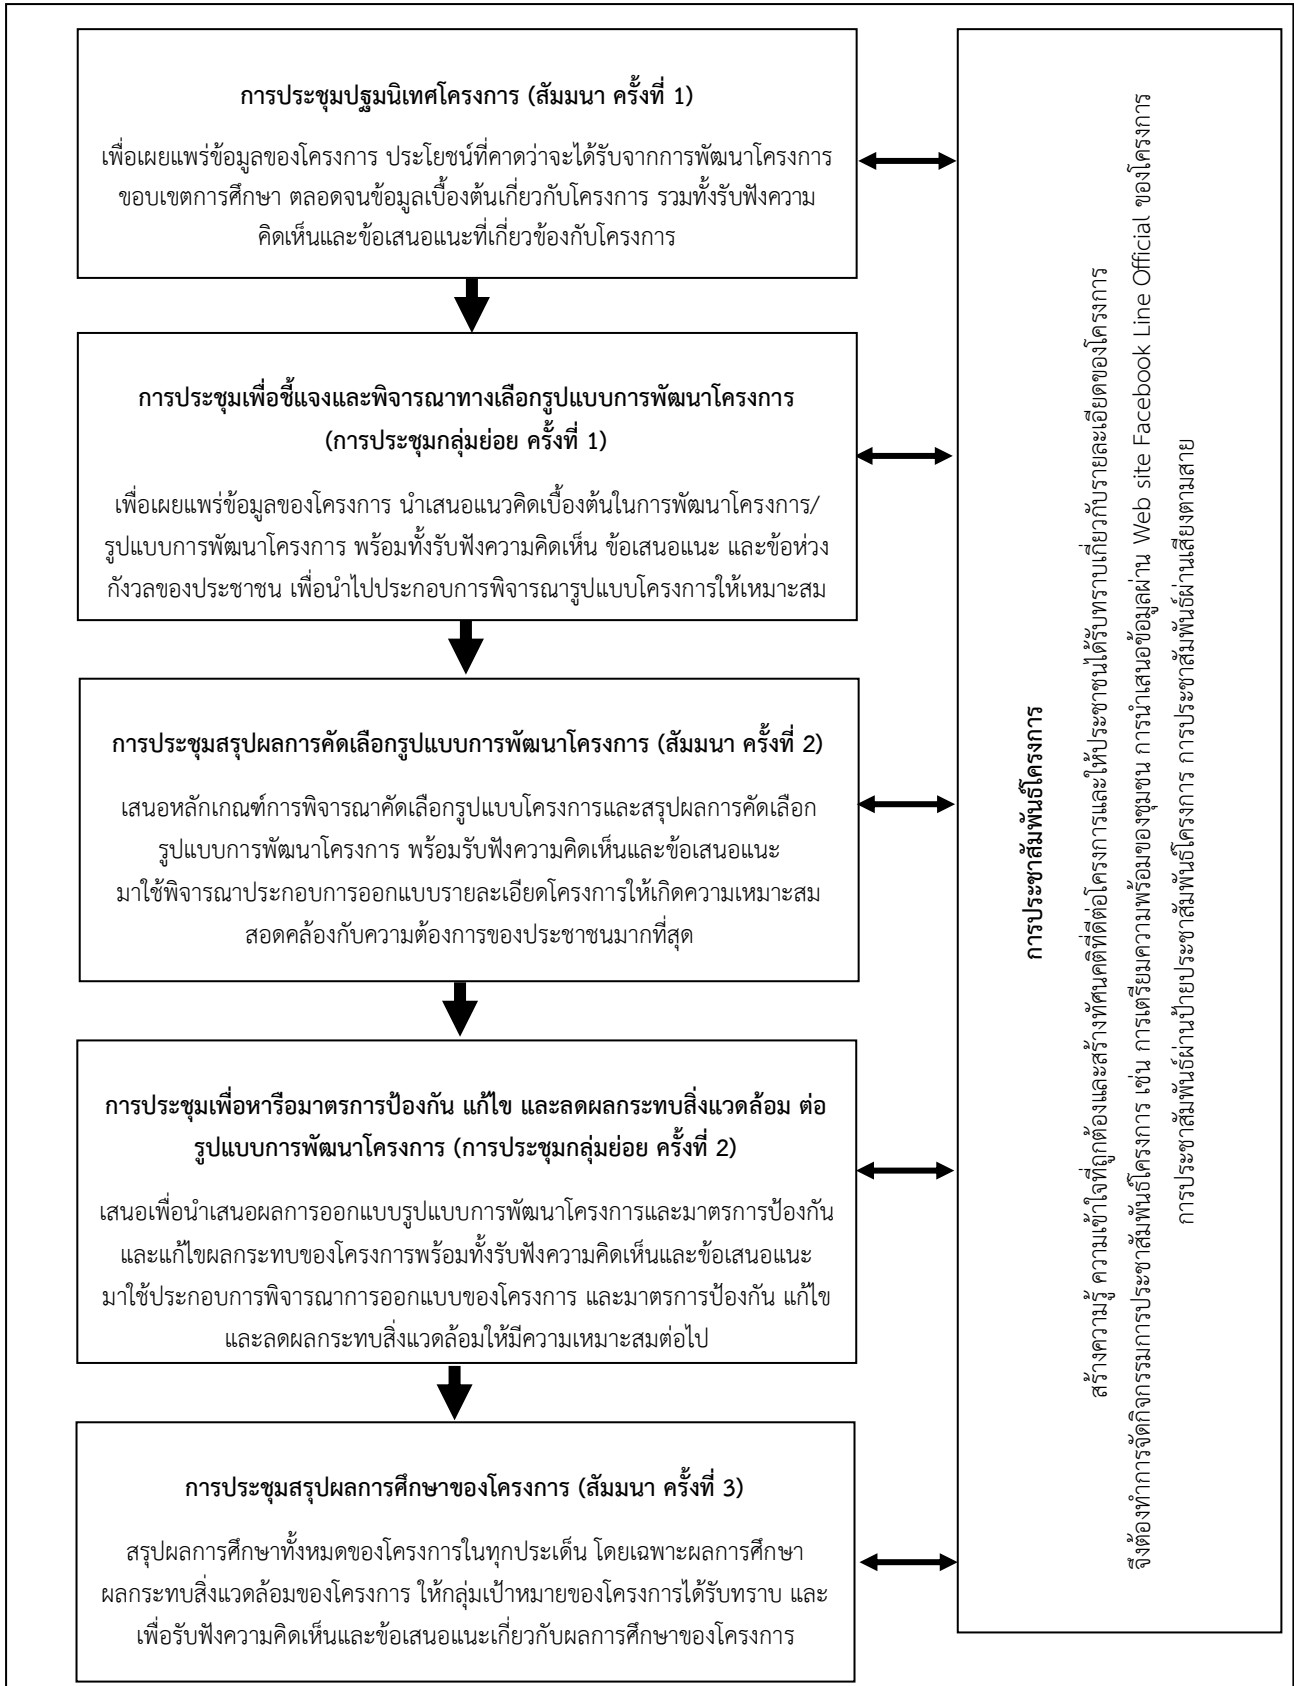 การประชุมปฐมนิเทศโครงการ (สัมมนา ครั้งที่ 1)
เพื่อเผยแพร่ข้อมูลของโครงการ ประโยชน์ที่คาดว่าจะได้รับจากการพัฒนาโครงการ
ขอบเขตการศึกษา ตลอดจนข้อมูลเบื้องต้นเกี่ยวกับโครงการ รวมทั้งรับฟังความ
คิดเห็นและข้อเสนอแนะที่เกี่ยวข้องกับโครงการ
การประชุมเพื่อชี้แจงและพิจารณาทางเลือกรูปแบบการพัฒนาโครงการ
(การประชุมกลุ่มย่อย ครั้งที่ 1)
เพื่อเผยแพร่ข้อมูลของโครงการ นำเสนอแนวคิดเบื้องต้นในการพัฒนาโครงการ/
รูปแบบการพัฒนาโครงการ พร้อมทั้งรับฟังความคิดเห็น ข้อเสนอแนะ และข้อห่วง
กังวลของประชาชน เพื่อนำไปประกอบการพิจารณารูปแบบโครงการให้เหมาะสม
การประชุมสรุปผลการคัดเลือกรูปแบบการพัฒนาโครงการ (สัมมนา ครั้งที่ 2)
เสนอหลักเกณฑ์การพิจารณาคัดเลือกรูปแบบโครงการและสรุปผลการคัดเลือก
รูปแบบการพัฒนาโครงการ พร้อมรับฟังความคิดเห็นและข้อเสนอแนะ
มาใช้พิจารณาประกอบการออกแบบรายละเอียดโครงการให้เกิดความเหมาะสม
สอดคล้องกับความต้องการของประชาชนมากที่สุด
การประชุมเพื่อหารือมาตรการป้องกัน แก้ไข และลดผลกระทบสิ่งแวดล้อม ต่อ
รูปแบบการพัฒนาโครงการ (การประชุมกลุ่มย่อย ครั้งที่ 2)
เสนอเพื่อนำเสนอผลการออกแบบรูปแบบการพัฒนาโครงการและมาตรการป้องกัน
และแก้ไขผลกระทบของโครงการพร้อมทั้งรับฟังความคิดเห็นและข้อเสนอแนะ
มาใช้ประกอบการพิจารณาการออกแบบของโครงการ และมาตรการป้องกัน แก้ไข
และลดผลกระทบสิ่งแวดล้อมให้มีความเหมาะสมต่อไป
การประชุมสรุปผลการศึกษาของโครงการ (สัมมนา ครั้งที่ 3)
สรุปผลการศึกษาทั้งหมดของโครงการในทุกประเด็น โดยเฉพาะผลการศึกษา
ผลกระทบสิ่งแวดล้อมของโครงการ ให้กลุ่มเป้าหมายของโครงการได้รับทราบ และ
เพื่อรับฟังความคิดเห็นและข้อเสนอแนะเกี่ยวกับผลการศึกษาของโครงการ
การประชาสัมพันธ์โครงการ
สร้างความรู้ ความเข้าใจที่ถูกต้องและสร้างทัศนคติที่ดีต่อโครงการและให้ประชาชนได้รับทราบเกี่ยวกับรายละเอียดของโครงการ
จึงต้องทำการจัดกิจกรรมการประชาสัมพันธ์โครงการ เช่น การเตรียมความพร้อมของชุมชน การนำเสนอข้อมูลผ่าน Web site Facebook Line Official ของโครงการ
การประชาสัมพันธ์ผ่านป้ายประชาสัมพันธ์โครงการ การประชาสัมพันธ์ผ่านเสียงตามสาย